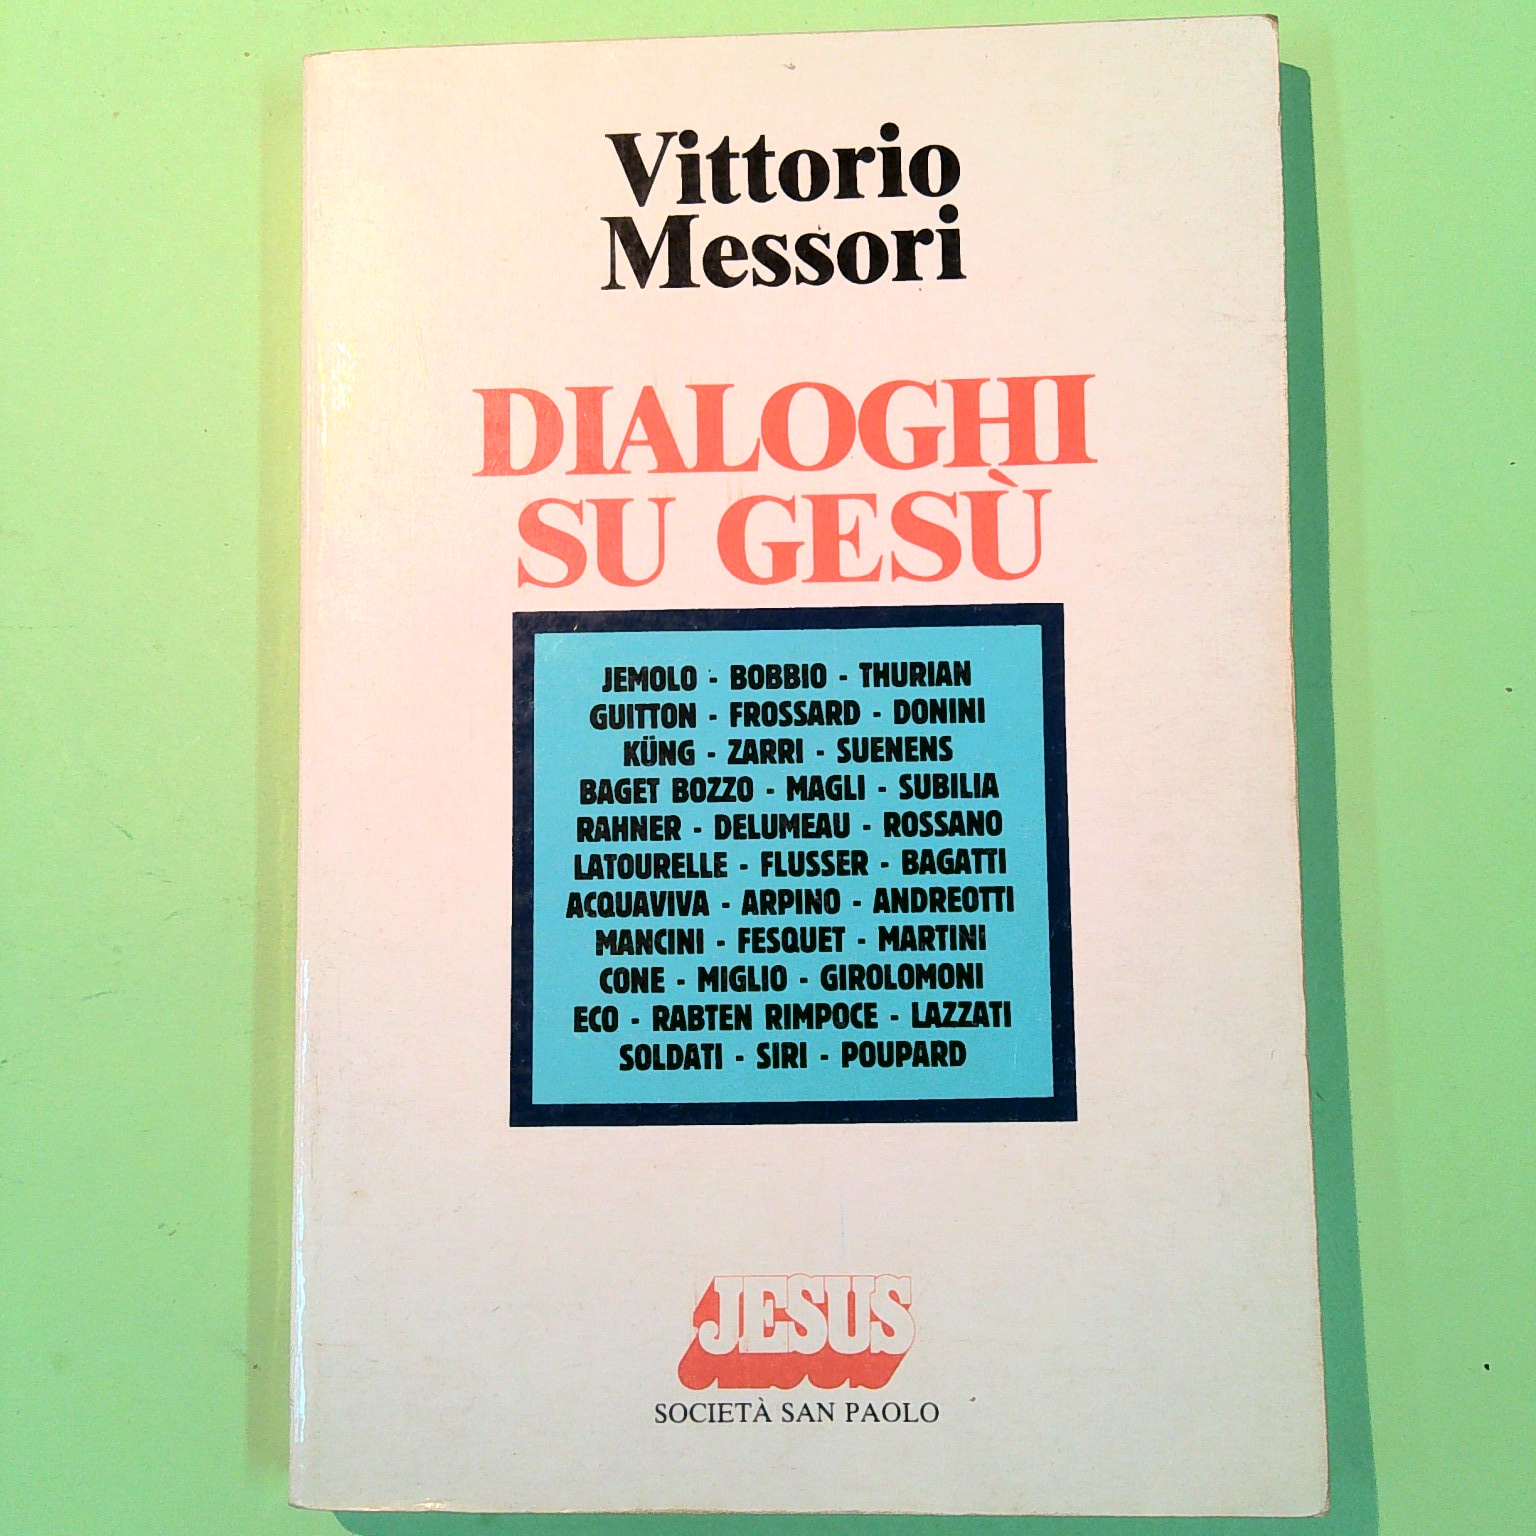 Vittorio
Messori
DIALOGHI
SU GESÙ
JEMOLO - BOBBIO - THURIAN
GUITTON - FROSSARD - DONINI
KÜNG - ZARRI - SUENENS
BAGET BOZZO - MAGLI - SUBILIA
RAHNER - DELUMEAU - ROSSANO
LATOURELLE - FLUSSER - BAGATTI
ACQUAVIVA - ARPINO - ANDREOTTI
MANCINI - FESQUET - MARTINI
CONE - MIGLIO - GIROLOMONI
ECO - RABTEN RIMPOCE - LAZZATI
SOLDATI - SIRI - POUPARD
JESUS
SOCIETÀ SAN PAOLO